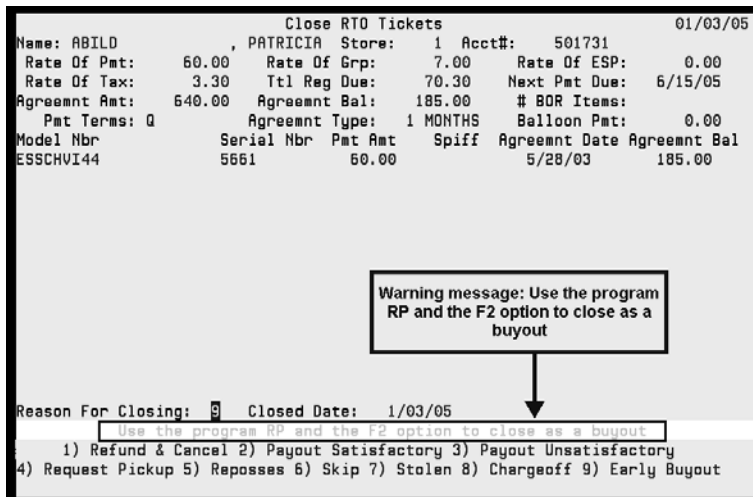 Close RTO Tickets 01/03/05
Name: ABILD , PATRICIA Store: 1 Acct#: 501731
Rate Of Pmt: 60.00 Rate Of Grp: 7.00 Rate Of ESP: 0.00
Rate Of Tax: 3.30 Ttl Reg Due: 70.30 Next Pmt Due: 6/15/05
Agreemnt Amt: 640.00 Agreemnt Bal: 185.00 # BOR Items:
Pmt Terms: Q Agreemnt Type: 1 MONTHS Balloon Pmt: 0.00
Model Nbr Serial Nbr Pmt Amt Spiff Agreemnt Date Agreemnt Bal
ESSCHVI44 5661 60.00 5/28/03 185.00
Warning message: Use the program
RP and the F2 option to close as a
buyout
Reason For Closing: 9 Closed Date: 1/03/05
Use the program RP and the F2 option to close as a buyout
1) Refund & Cancel 2) Payout Satisfactory 3) Payout Unsatisfactory
4) Request Pickup 5) Reposses 6) Skip 7) Stolen 8) Chargeoff 9) Early Buyout